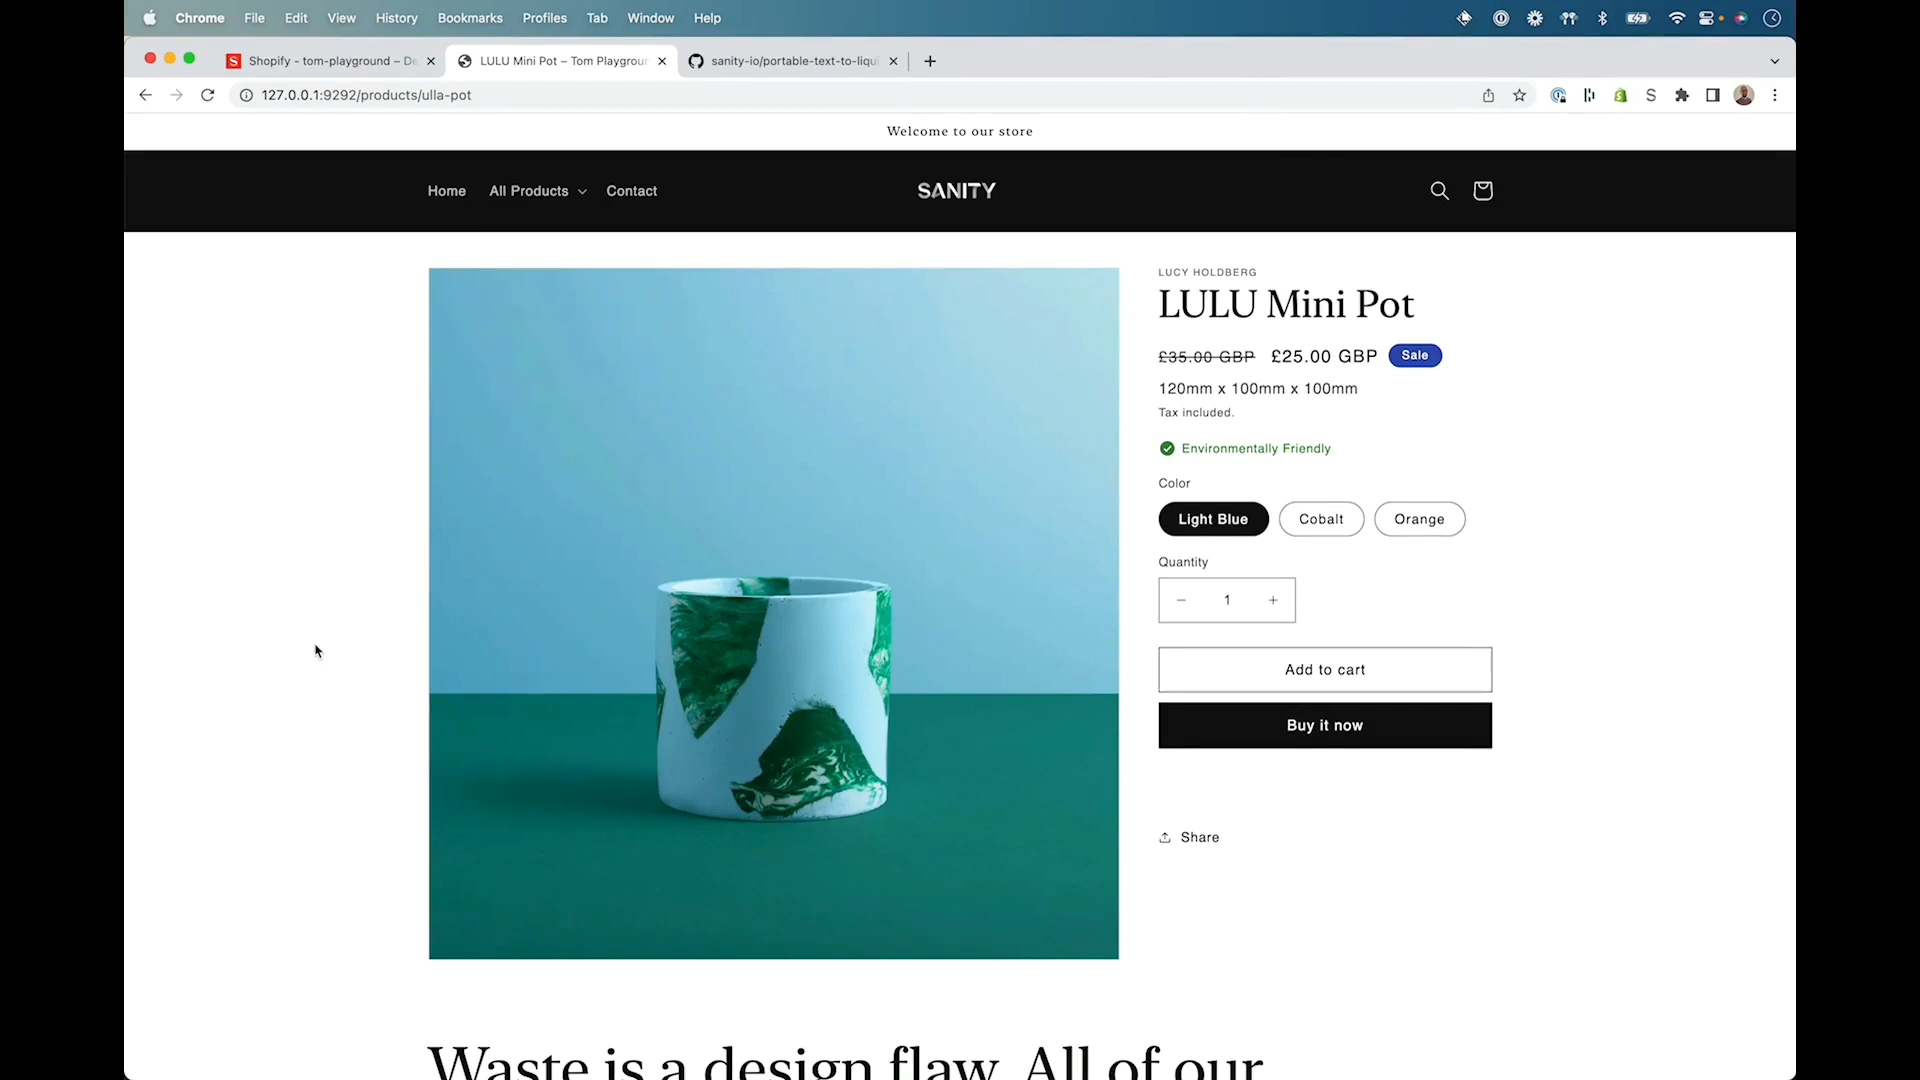 Chrome File Edit View History Bookmarks Profiles Tab Window Help
Shopify - tom-playground – De
LULU Mini Pot – Tom Playgroun
sanity-io/portable-text-to-liqui
127.0.0.1:9292/products/ulla-pot
Welcome to our store
Home All Products Contact
SANITY
LUCY HOLDBERG
LULU Mini Pot
£35.00 GBP £25.00 GBP Sale
120mm x 100mm x 100mm
Tax included.
Environmentally Friendly
Color
Light Blue Cobalt Orange
Quantity
− 1 +
Add to cart
Buy it now
Share
Waste is a design flaw. All of our